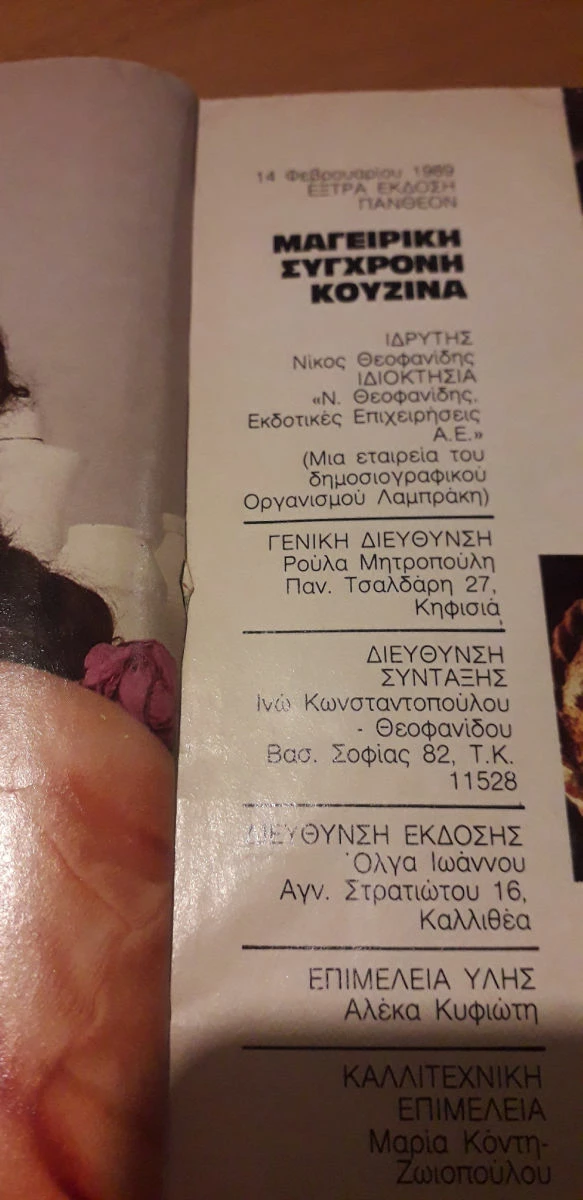 14 Φεβρουαρίου 1989
ΕΞΤΡΑ ΕΚΔΟΣΗ
ΠΑΝΘΕΟΝ
ΜΑΓΕΙΡΙΚΗ
ΣΥΓΧΡΟΝΗ
ΚΟΥΖΙΝΑ
ΙΔΡΥΤΗΣ
Νίκος Θεοφανίδης
ΙΔΙΟΚΤΗΣΙΑ
«Ν. Θεοφανίδης,
Εκδοτικές Επιχειρήσεις
Α.Ε.»
(Μια εταιρεία του
δημοσιογραφικού
Οργανισμού Λαμπράκη)
ΓΕΝΙΚΗ ΔΙΕΥΘΥΝΣΗ
Ρούλα Μητροπούλη
Παν. Τσαλδάρη 27,
Κηφισιά
ΔΙΕΥΘΥΝΣΗ
ΣΥΝΤΑΞΗΣ
Ινώ Κωνσταντοπούλου
- Θεοφανίδου
Βασ. Σοφίας 82, Τ.Κ.
11528
ΔΙΕΥΘΥΝΣΗ ΕΚΔΟΣΗΣ
Όλγα Ιωάννου
Αγν. Στρατιώτου 16,
Καλλιθέα
ΕΠΙΜΕΛΕΙΑ ΥΛΗΣ
Αλέκα Κυφιώτη
ΚΑΛΛΙΤΕΧΝΙΚΗ
ΕΠΙΜΕΛΕΙΑ
Μαρία Κόντη-
Ζωιοπούλου